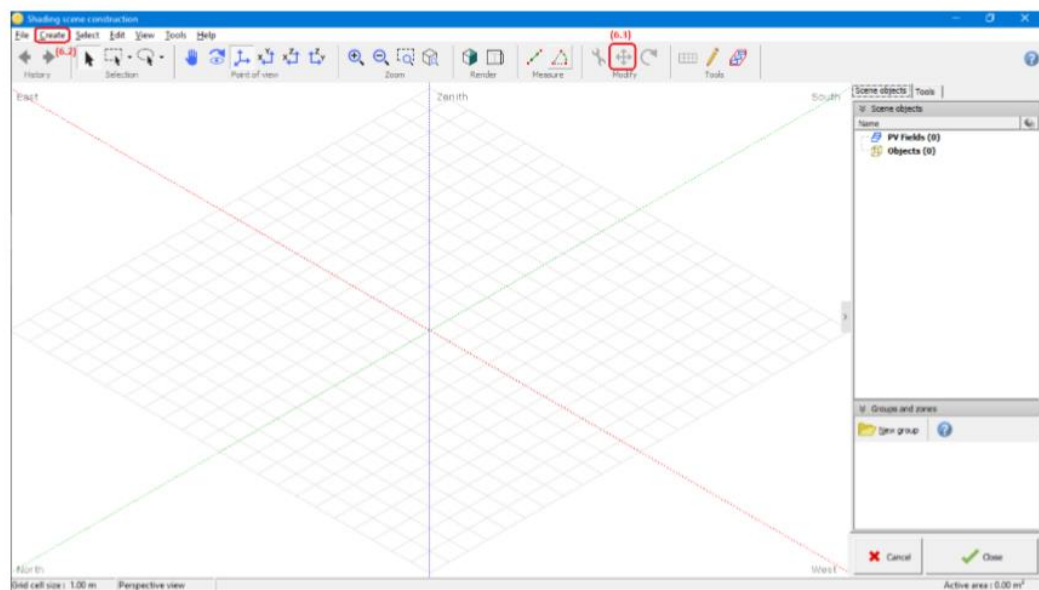 Shading scene construction
File Create Select Edit View Tools Help
(6.2)
(6.3)
History Selection Point of view Zoom Render Measure Modify Tools
East Zenith South
Scene objects Tools
Scene objects
Name
PV Fields (0)
Objects (0)
Groups and zones
New group
Cancel Close
North West
Grid cell size : 1.00 m Perspective view Active area : 0.00 m²